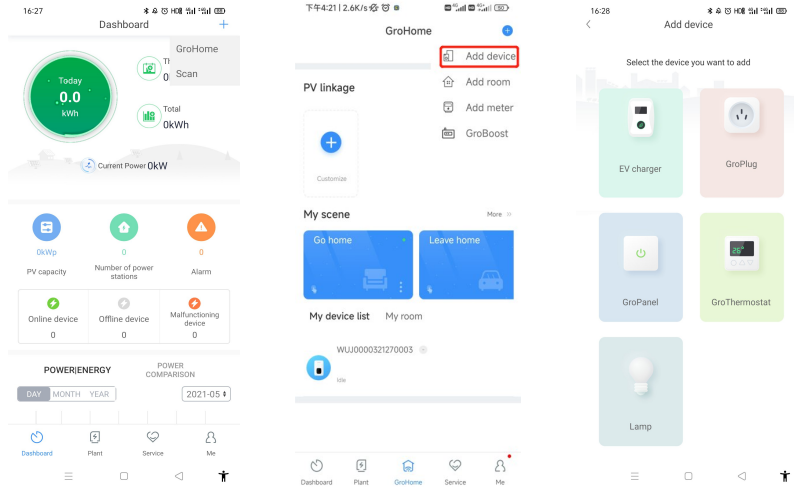 16:27
Dashboard
+
GroHome
Scan
Today
0.0
kWh
Total
0kWh
Current Power 0kW
0kWp
0
0
PV capacity
Number of power
stations
Alarm
Online device
Offline device
Malfunctioning
device
0
0
0
POWER|ENERGY
POWER
COMPARISON
DAY
MONTH
YEAR
2021-05
Dashboard
Plant
Service
Me
下午4:21 | 2.6K/s
GroHome
Add device
Add room
Add meter
GroBoost
PV linkage
Customize
My scene
More
Go home
Leave home
My device list
My room
WUJ0000321270003
Idle
Dashboard
Plant
GroHome
Service
Me
16:28
Add device
Select the device you want to add
EV charger
GroPlug
26°
GroPanel
GroThermostat
Lamp